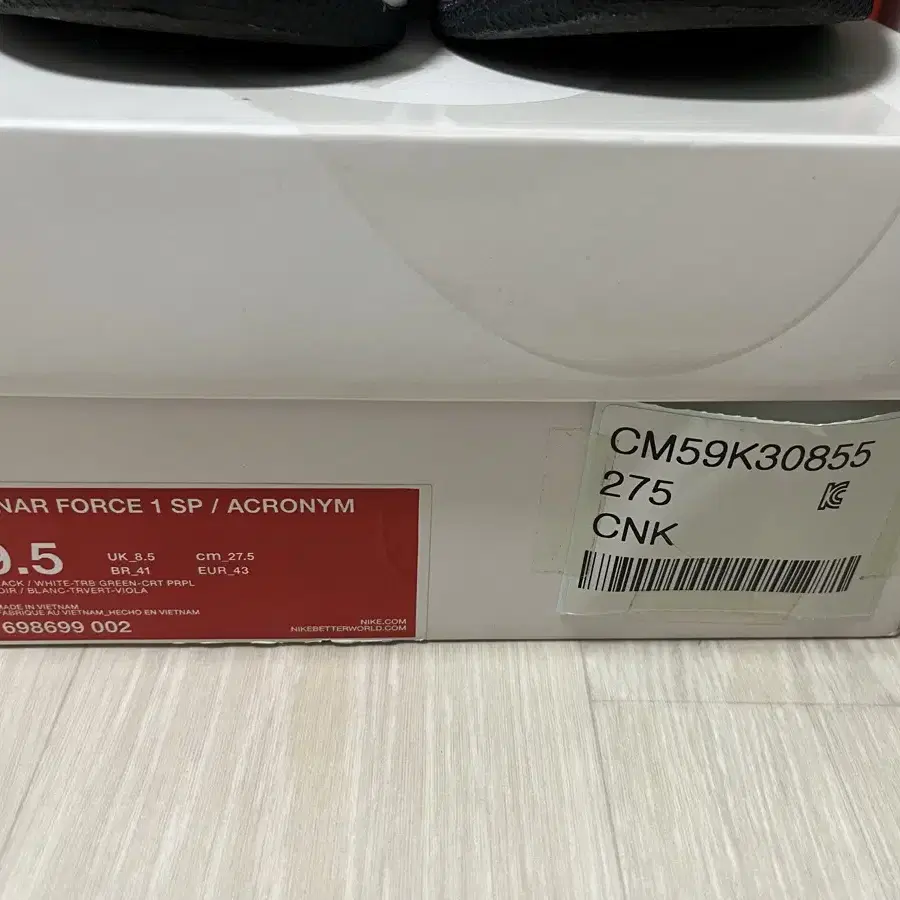 NAR FORCE 1 SP / ACRONYM
9.5
UK_8.5 cm_27.5
BR_41 EUR_43
ACK / WHITE-TRB GREEN-CRT PRPL
OIR / BLANC-TRVERT-VIOLA
MADE IN VIETNAM
FABRIQUE AU VIETNAM_HECHO EN VIETNAM
698699 002
NIKE.COM
NIKEBETTERWORLD.COM
CM59K30855
275
CNK